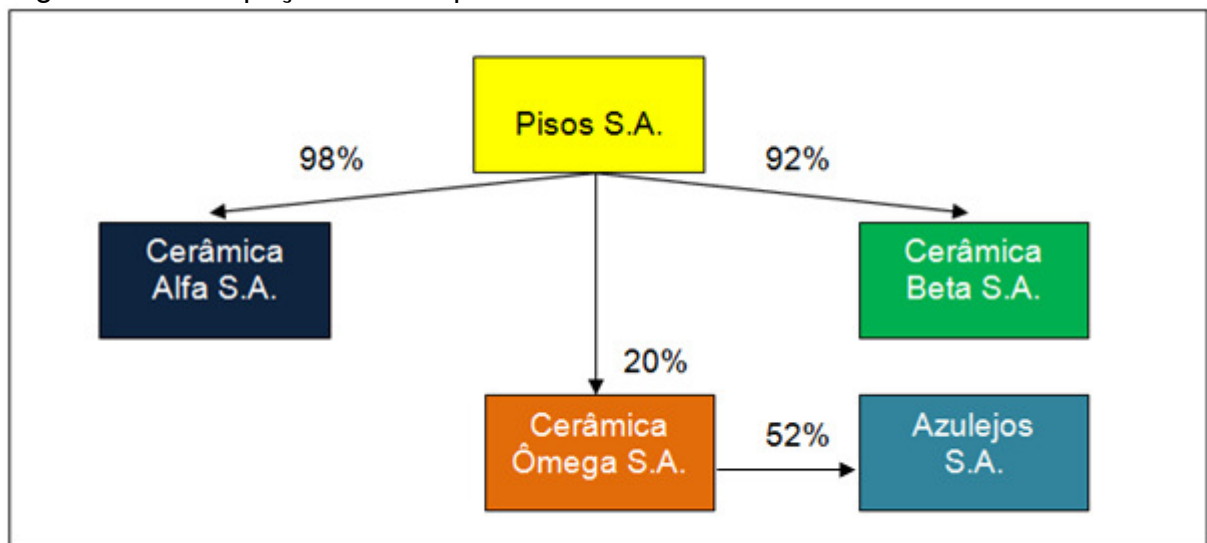 Pisos S.A.
98%
92%
Cerâmica
Alfa S.A.
Cerâmica
Beta S.A.
20%
Cerâmica
Ômega S.A.
52%
Azulejos
S.A.